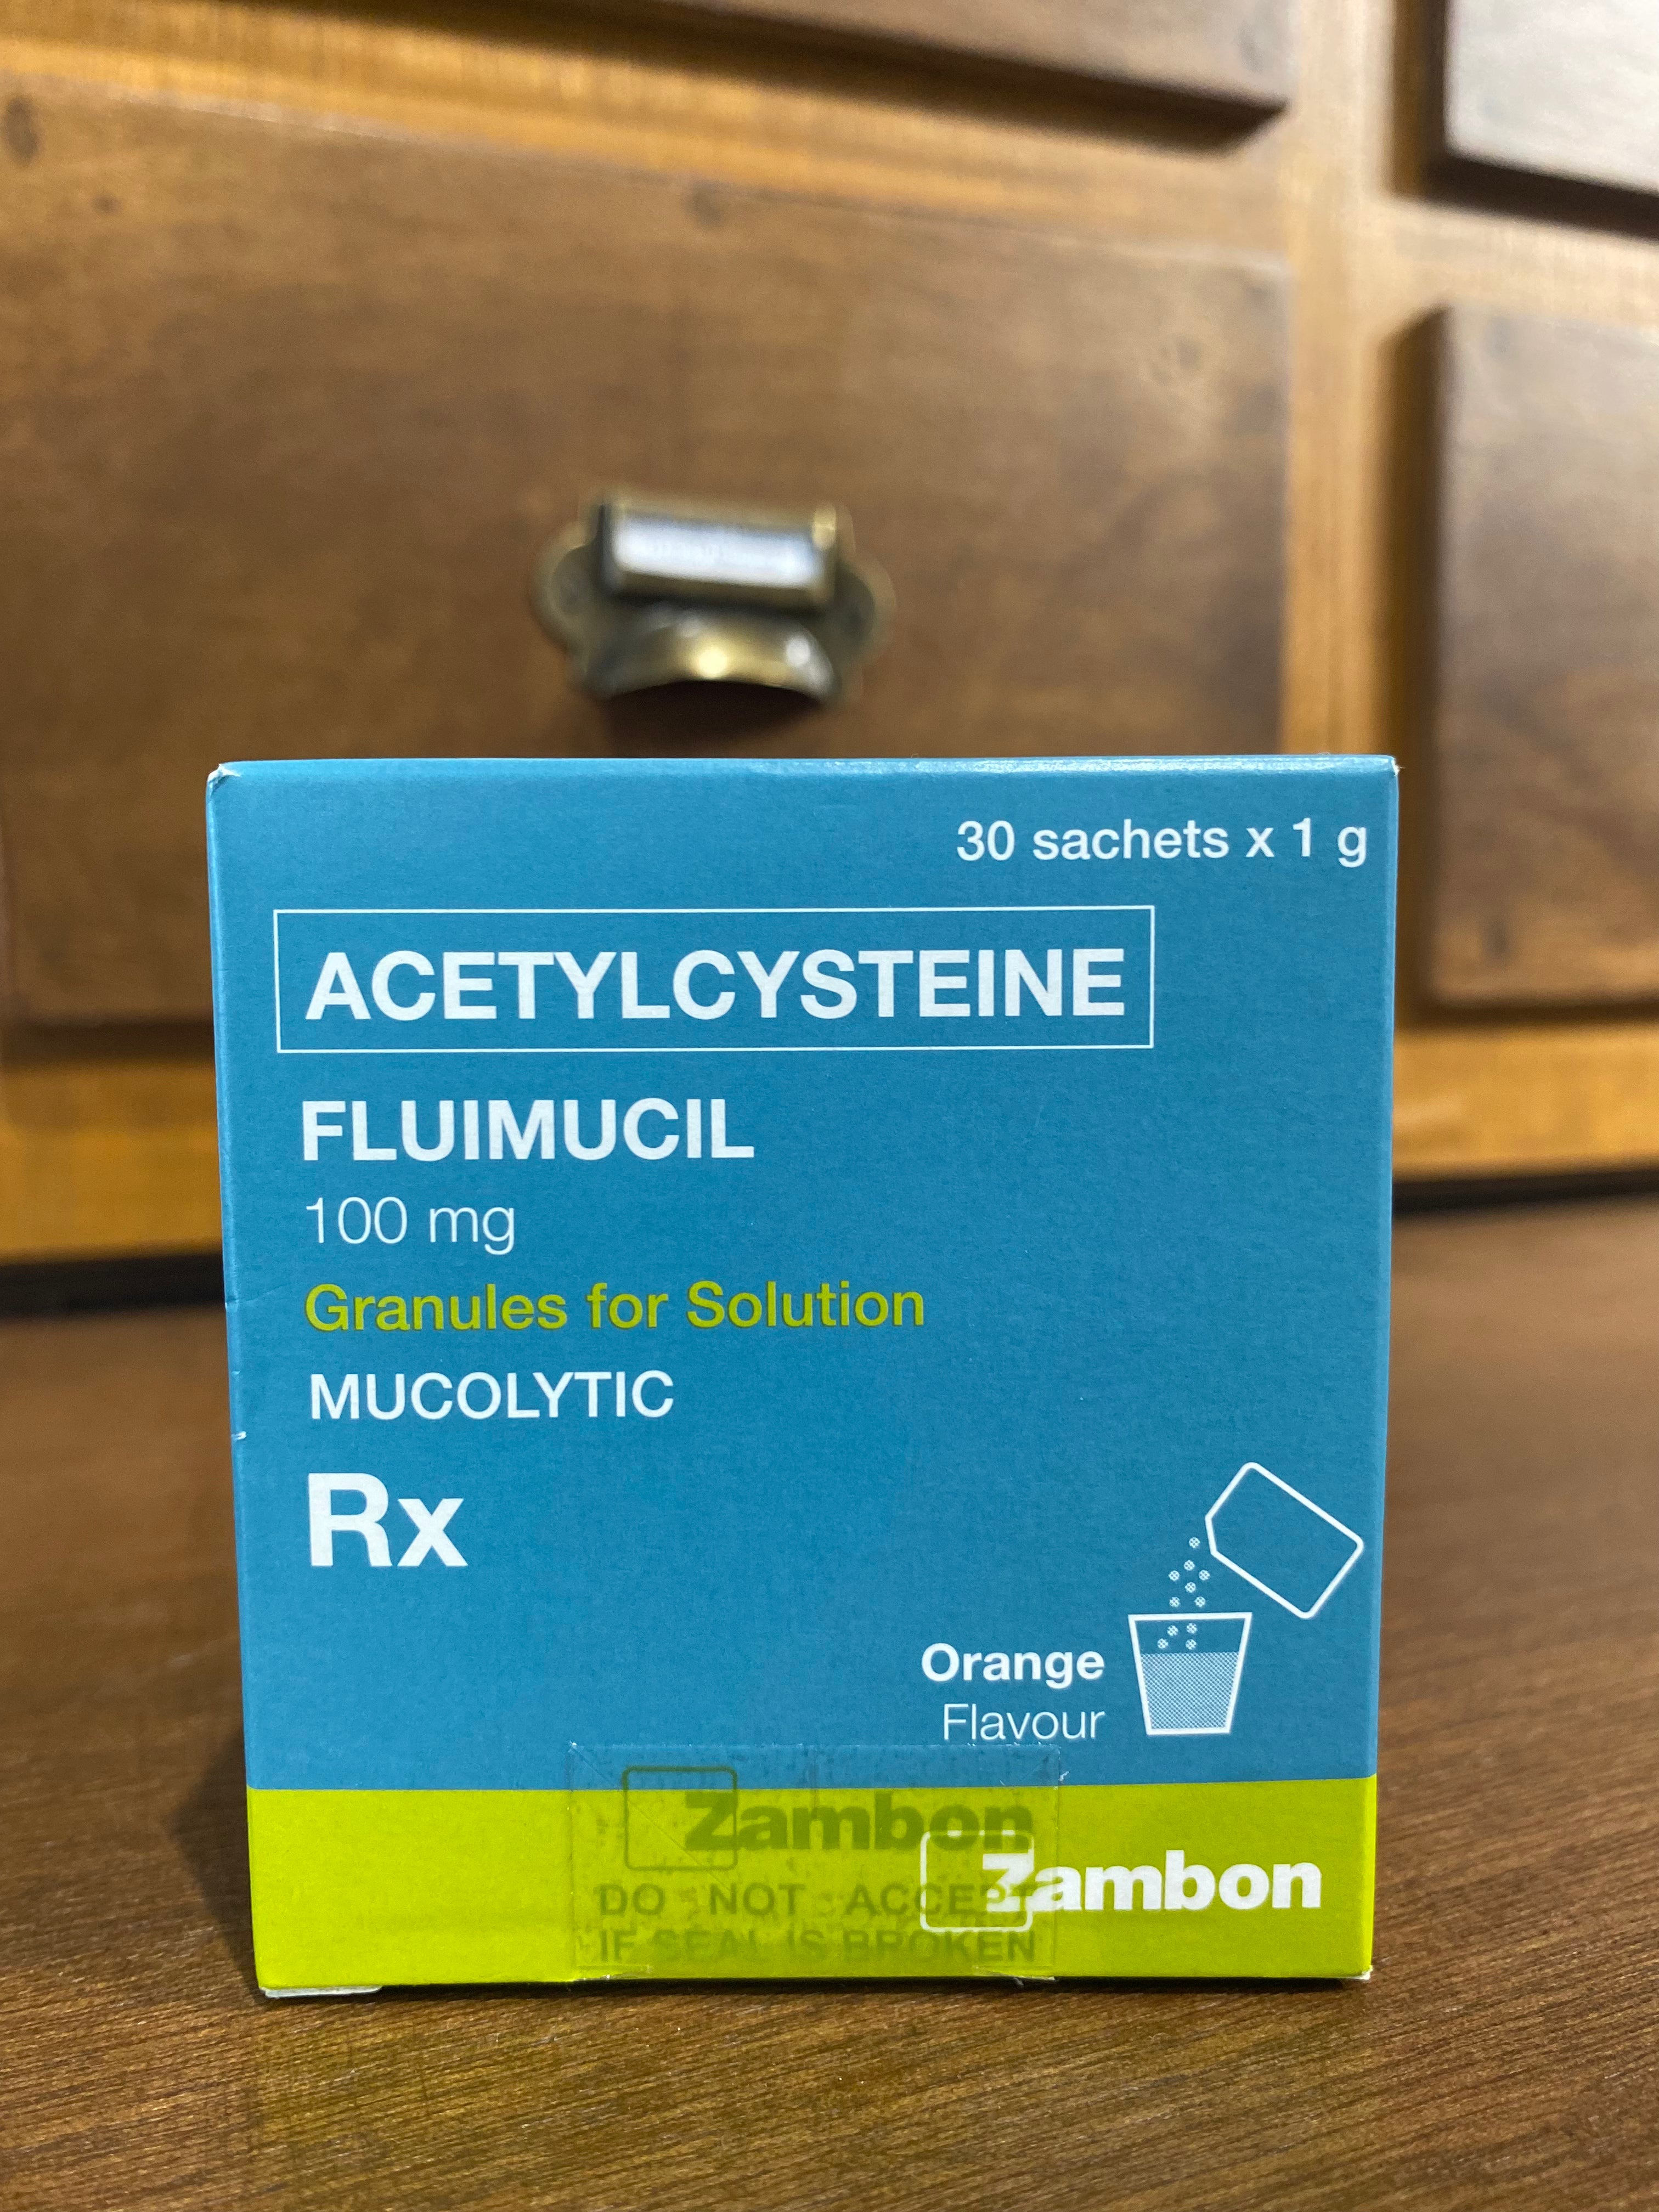 30 sachets x 1 g
ACETYLCYSTEINE
FLUIMUCIL
100 mg
Granules for Solution
MUCOLYTIC
Rx
Orange
Flavour
Zambon
Zambon
DO NOT ACCEPT
IF SEAL IS BROKEN